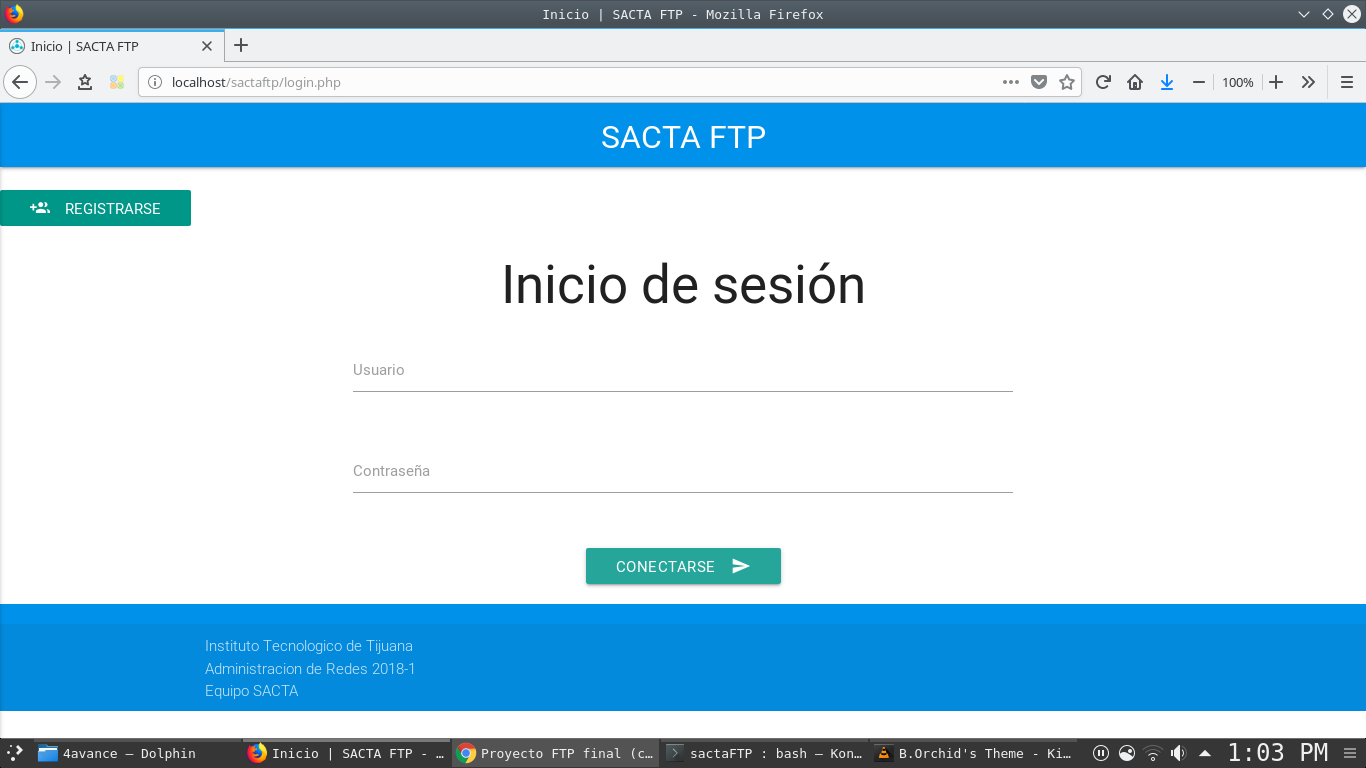 Inicio | SACTA FTP - Mozilla Firefox
Inicio | SACTA FTP
localhost/sactaftp/login.php
100%
SACTA FTP
REGISTRARSE
Inicio de sesión
Usuario
Contraseña
CONECTARSE
Instituto Tecnologico de Tijuana
Administracion de Redes 2018-1
Equipo SACTA
4avance — Dolphin
Inicio | SACTA FTP - ...
Proyecto FTP final (c...
sactaFTP : bash — Kon...
B.Orchid's Theme - Ki...
1:03 PM